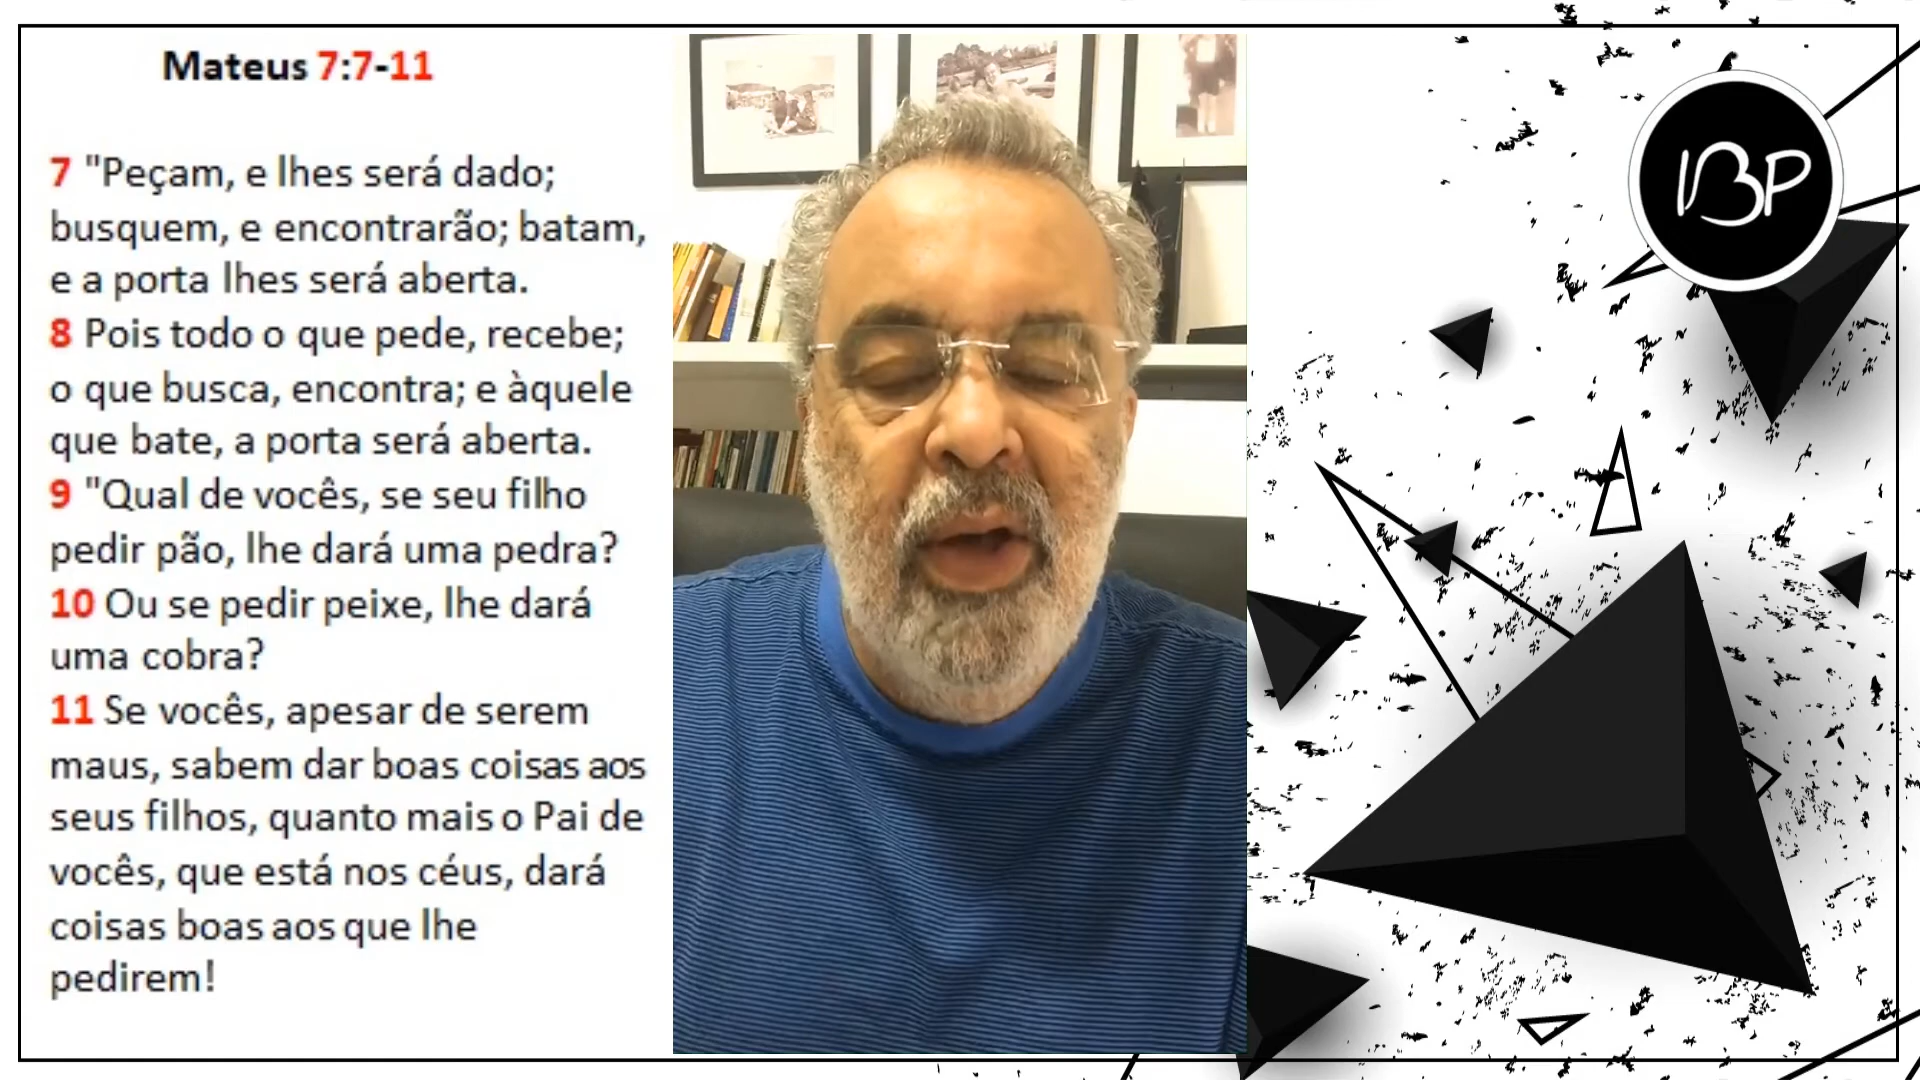 Mateus 7:7-11
7 "Peçam, e lhes será dado;
busquem, e encontrarão; batam,
e a porta lhes será aberta.
8 Pois todo o que pede, recebe;
o que busca, encontra; e àquele
que bate, a porta será aberta.
9 "Qual de vocês, se seu filho
pedir pão, lhe dará uma pedra?
10 Ou se pedir peixe, lhe dará
uma cobra?
11 Se vocês, apesar de serem
maus, sabem dar boas coisas aos
seus filhos, quanto mais o Pai de
vocês, que está nos céus, dará
coisas boas aos que lhe
pedirem!
IBP